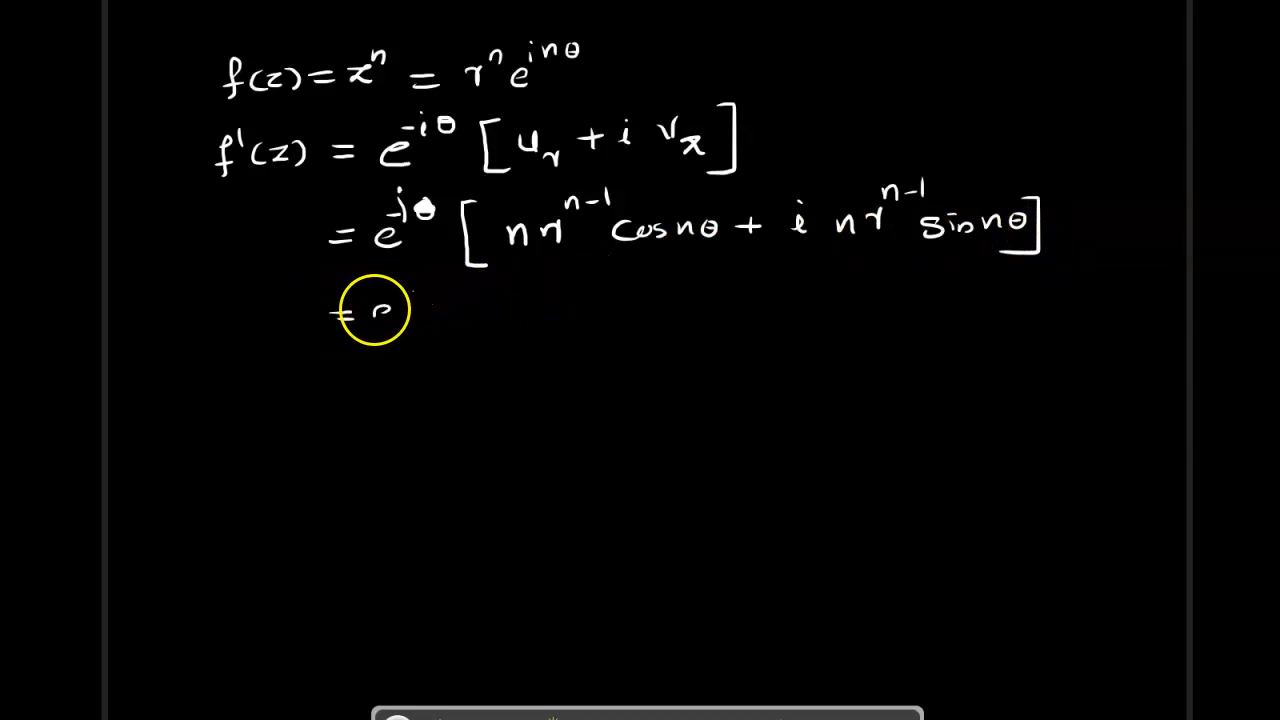 f(z) = z^n = r^n e^{inθ}
f'(z) = e^{-iθ} [u_r + i v_r]
= e^{-iθ} [n r^{n-1} cos nθ + i n r^{n-1} sin nθ]
= e